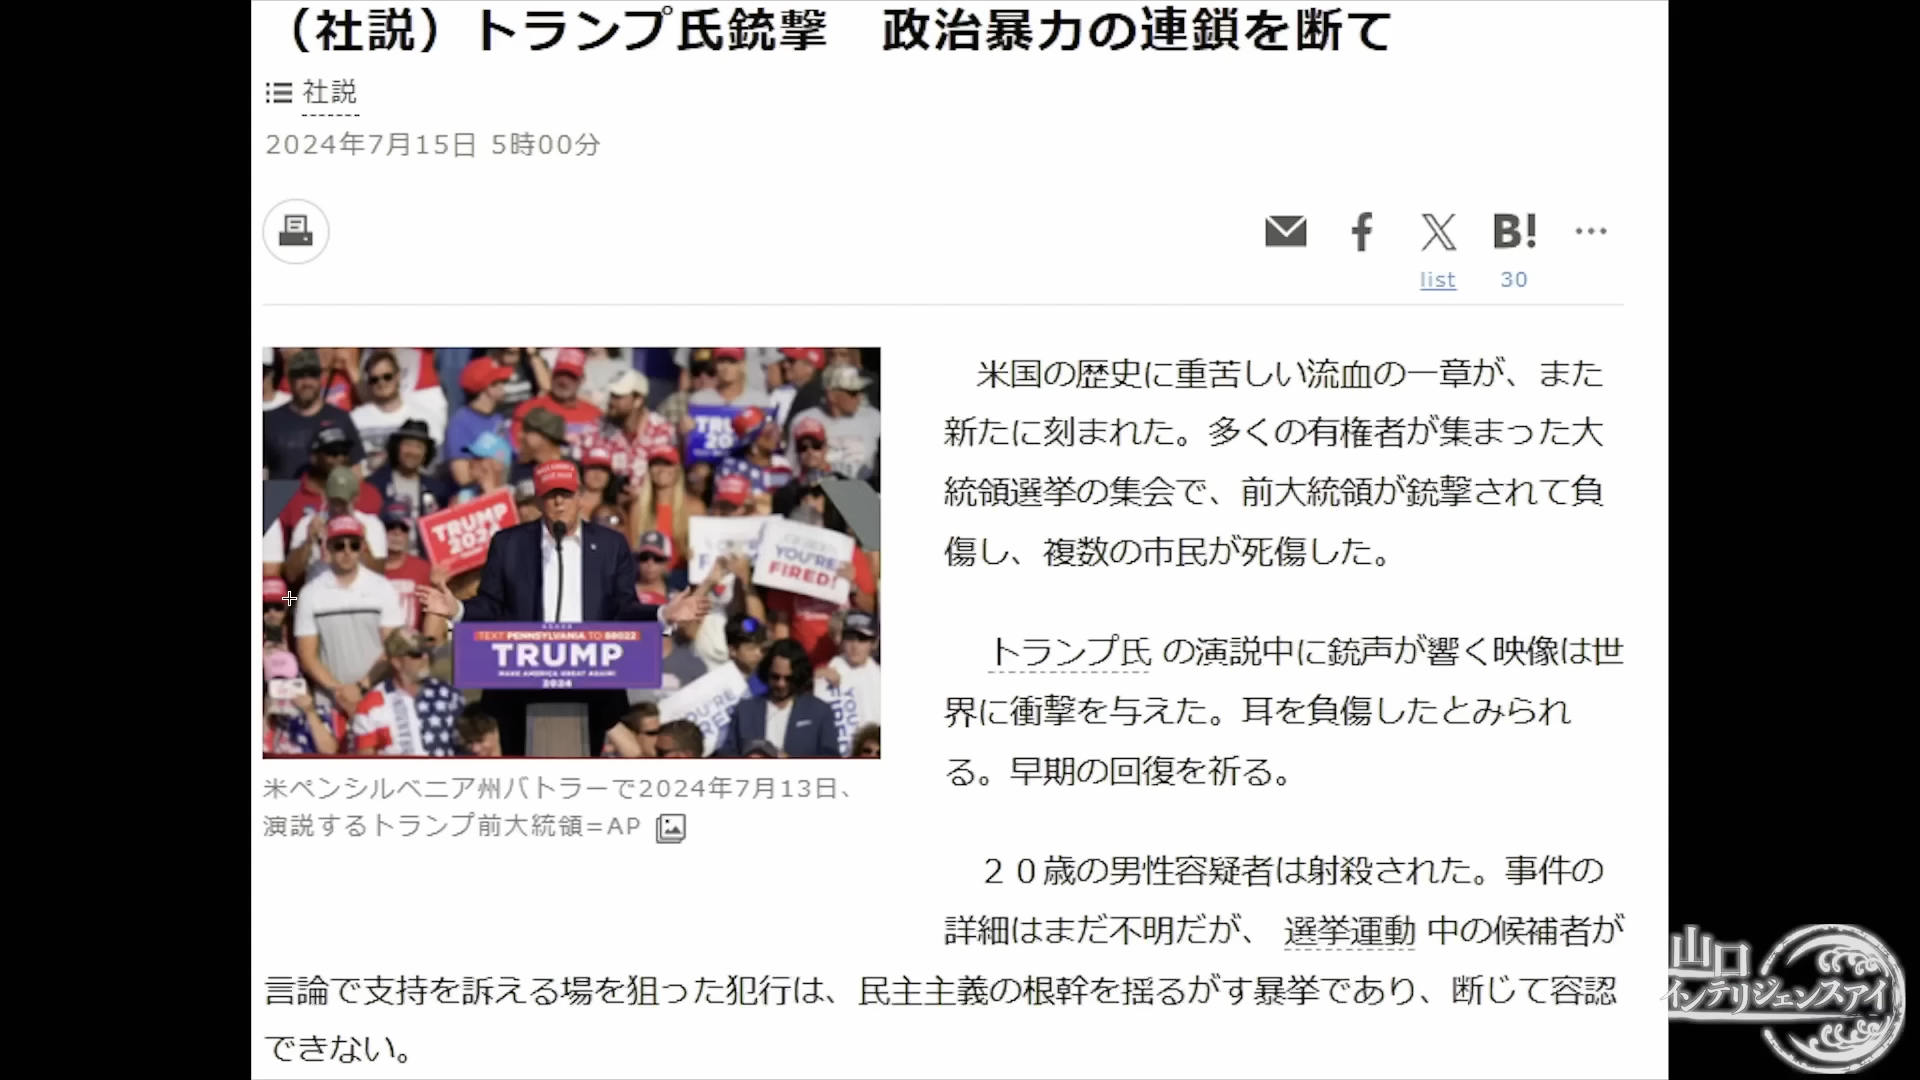 （社説）トランプ氏銃撃　政治暴力の連鎖を断て
社説
2024年7月15日 5時00分
B!
list
30
米国の歴史に重苦しい流血の一章が、また
新たに刻まれた。多くの有権者が集まった大
統領選挙の集会で、前大統領が銃撃されて負
傷し、複数の市民が死傷した。
TRUMP
YOU'RE
FIRED!
TEXT PENNSYLVANIA TO 88022
TRUMP
MAKE AMERICA GREAT AGAIN!
2024
米ペンシルベニア州バトラーで2024年7月13日、
演説するトランプ前大統領=AP
トランプ氏 の演説中に銃声が響く映像は世
界に衝撃を与えた。耳を負傷したとみられ
る。早期の回復を祈る。
２０歳の男性容疑者は射殺された。事件の
詳細はまだ不明だが、 選挙運動 中の候補者が
言論で支持を訴える場を狙った犯行は、民主主義の根幹を揺るがす暴挙であり、断じて容認
できない。
山口
インテリジェンスアイ